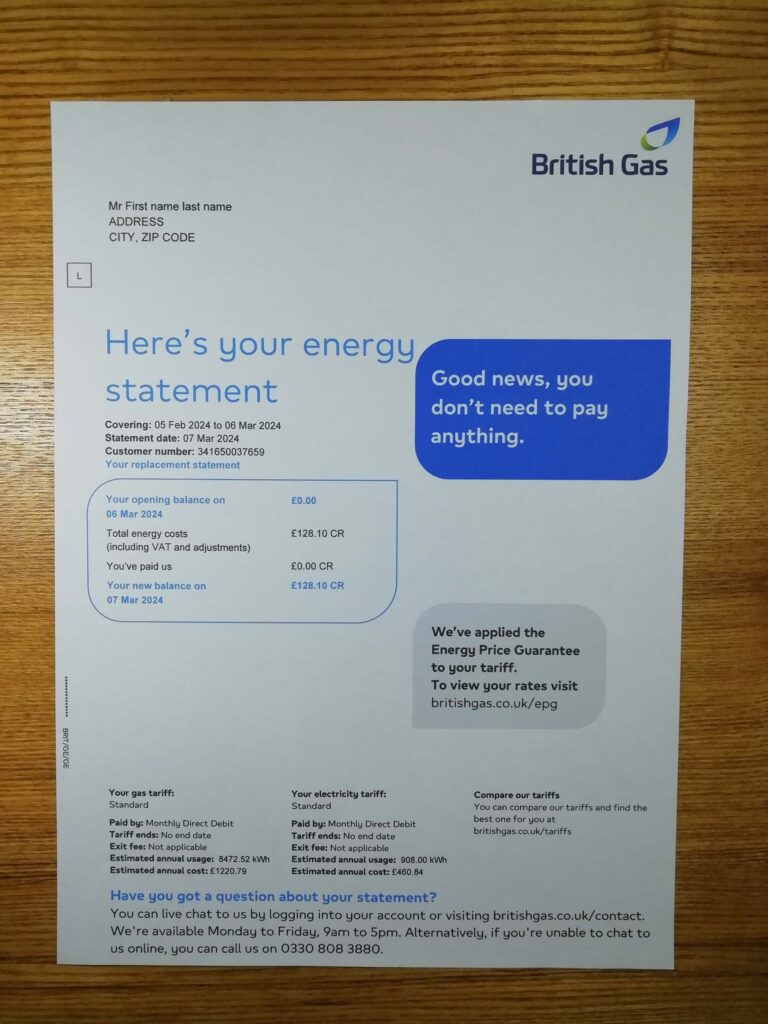 British Gas
Mr First name last name
ADDRESS
CITY, ZIP CODE
L
Here's your energy
statement
Covering: 05 Feb 2024 to 06 Mar 2024
Statement date: 07 Mar 2024
Customer number: 341650037659
Your replacement statement
Good news, you
don't need to pay
anything.
Your opening balance on £0.00
06 Mar 2024
Total energy costs £128.10 CR
(including VAT and adjustments)
You've paid us £0.00 CR
Your new balance on £128.10 CR
07 Mar 2024
We've applied the
Energy Price Guarantee
to your tariff.
To view your rates visit
britishgas.co.uk/epg
BRIT/GE/GE
Your gas tariff:
Standard
Paid by: Monthly Direct Debit
Tariff ends: No end date
Exit fee: Not applicable
Estimated annual usage: 8472.52 kWh
Estimated annual cost: £1220.79
Your electricity tariff:
Standard
Paid by: Monthly Direct Debit
Tariff ends: No end date
Exit fee: Not applicable
Estimated annual usage: 908.00 kWh
Estimated annual cost: £460.84
Compare our tariffs
You can compare our tariffs and find the
best one for you at
britishgas.co.uk/tariffs
Have you got a question about your statement?
You can live chat to us by logging into your account or visiting britishgas.co.uk/contact.
We're available Monday to Friday, 9am to 5pm. Alternatively, if you're unable to chat to
us online, you can call us on 0330 808 3880.